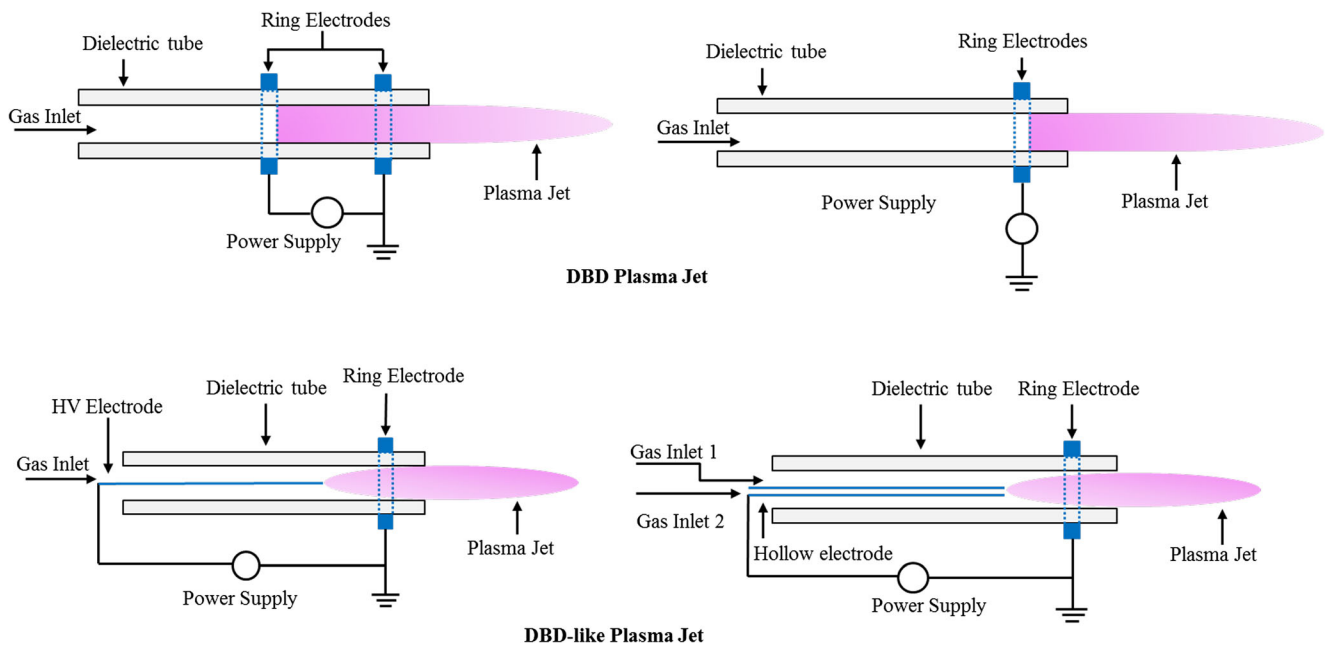 Ring Electrodes
Dielectric tube
Gas Inlet
Plasma Jet
Power Supply
Dielectric tube
Ring Electrodes
Gas Inlet
Power Supply
Plasma Jet
DBD Plasma Jet
HV Electrode
Dielectric tube
Ring Electrode
Gas Inlet
Plasma Jet
Power Supply
Dielectric tube
Ring Electrode
Gas Inlet 1
Gas Inlet 2
Hollow electrode
Plasma Jet
Power Supply
DBD-like Plasma Jet